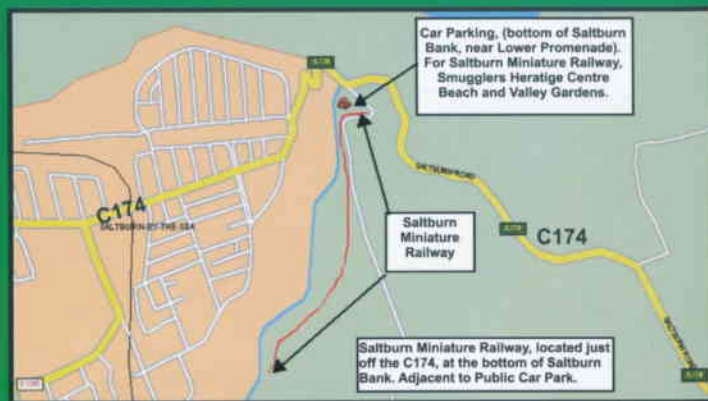 Car Parking, (bottom of Saltburn
Bank, near Lower Promenade).
For Saltburn Miniature Railway,
Smugglers Heratige Centre
Beach and Valley Gardens.
C174
SALTBURN-BY-THE-SEA
C174
Saltburn
Miniature
Railway
Saltburn Miniature Railway, located just
off the C174, at the bottom of Saltburn
Bank. Adjacent to Public Car Park.